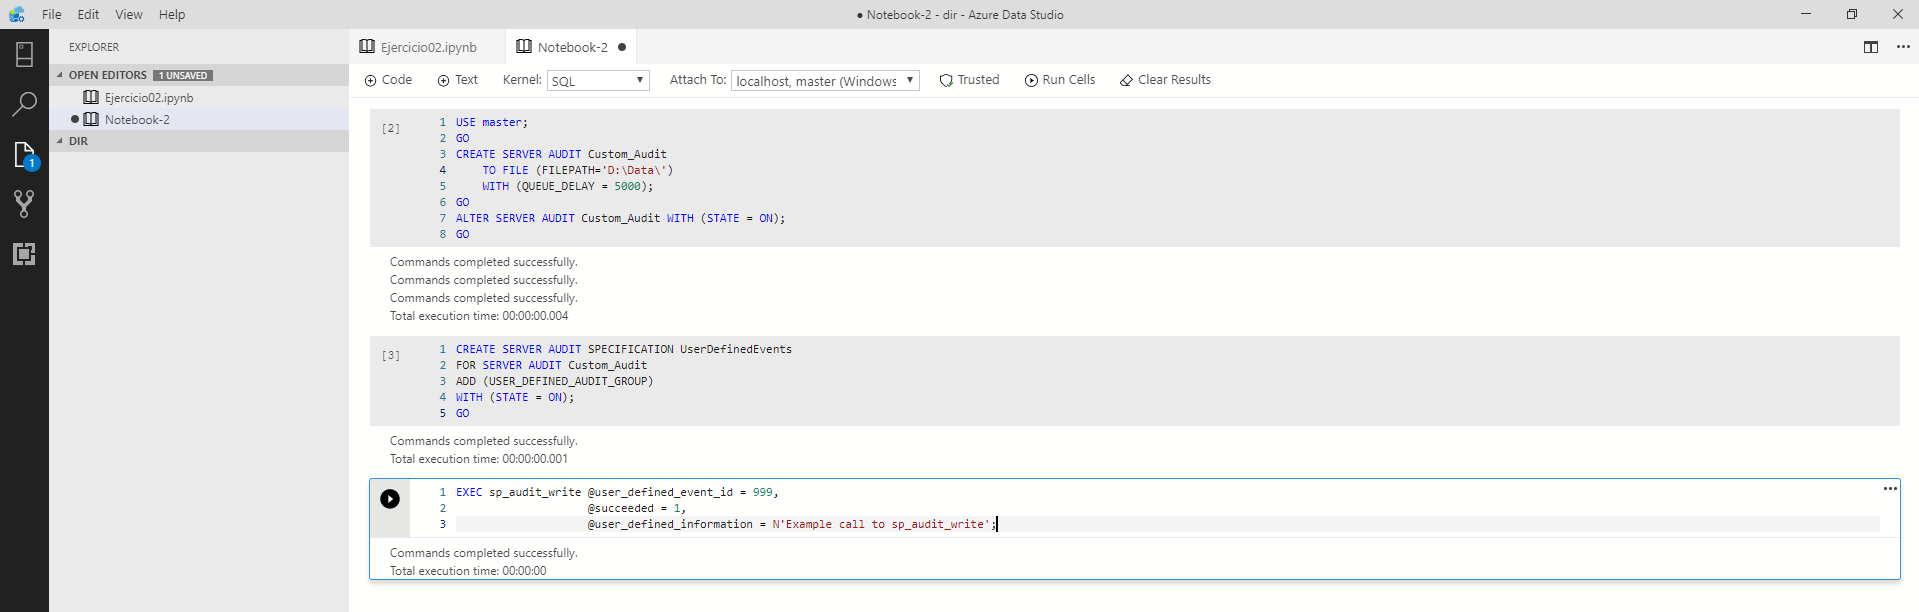 File Edit View Help
● Notebook-2 - dir - Azure Data Studio
EXPLORER
OPEN EDITORS 1 UNSAVED
Ejercicio02.ipynb
Notebook-2
DIR
1
Ejercicio02.ipynb Notebook-2
Code Text Kernel: SQL Attach To: localhost, master (Windows Trusted Run Cells Clear Results
[2]
1 USE master;
2 GO
3 CREATE SERVER AUDIT Custom_Audit
4 TO FILE (FILEPATH='D:\Data\')
5 WITH (QUEUE_DELAY = 5000);
6 GO
7 ALTER SERVER AUDIT Custom_Audit WITH (STATE = ON);
8 GO
Commands completed successfully.
Commands completed successfully.
Commands completed successfully.
Total execution time: 00:00:00.004
[3]
1 CREATE SERVER AUDIT SPECIFICATION UserDefinedEvents
2 FOR SERVER AUDIT Custom_Audit
3 ADD (USER_DEFINED_AUDIT_GROUP)
4 WITH (STATE = ON);
5 GO
Commands completed successfully.
Total execution time: 00:00:00.001
1 EXEC sp_audit_write @user_defined_event_id = 999,
2 @succeeded = 1,
3 @user_defined_information = N'Example call to sp_audit_write';
Commands completed successfully.
Total execution time: 00:00:00